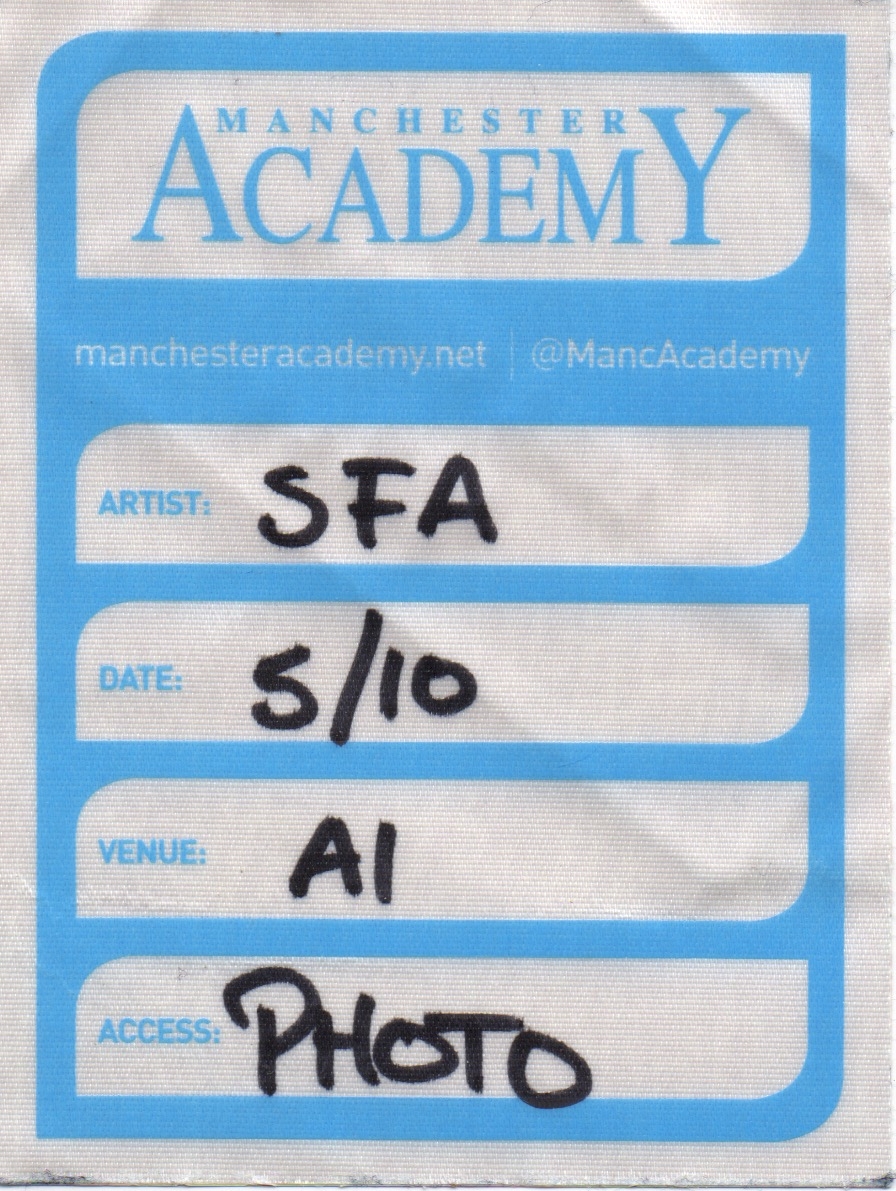 MANCHESTER
ACADEMY
manchesteracademy.net | @MancAcademy
ARTIST: SFA
DATE: 5/10
VENUE: A1
ACCESS: PHOTO